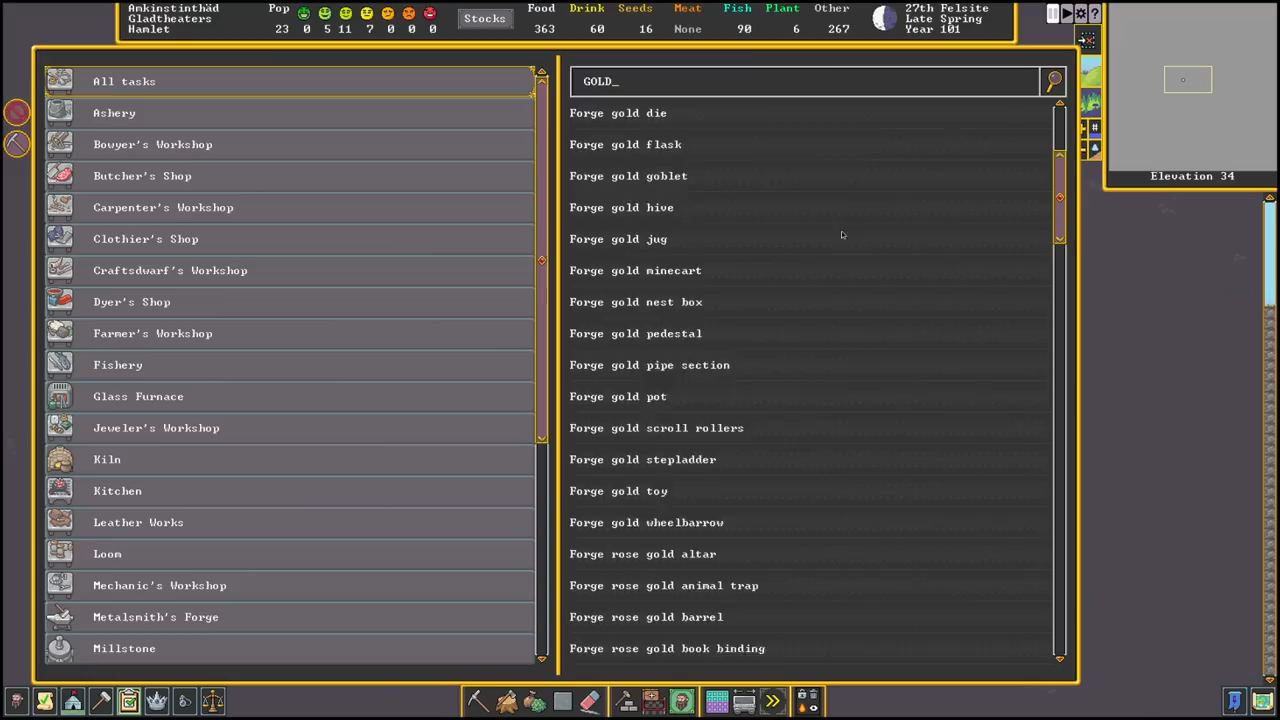 Amkinstinthäd Pop Stocks Food Drink Seeds Meat Fish Plant Other 27th Felsite
Gladtheaters Late Spring
Hamlet 23 0 5 11 7 0 0 0 363 60 16 None 90 6 267 Year 101
All tasks
Ashery
Bowyer's Workshop
Butcher's Shop
Carpenter's Workshop
Clothier's Shop
Craftsdwarf's Workshop
Dyer's Shop
Farmer's Workshop
Fishery
Glass Furnace
Jeweler's Workshop
Kiln
Kitchen
Leather Works
Loom
Mechanic's Workshop
Metalsmith's Forge
Millstone
GOLD_
Forge gold die
Forge gold flask
Forge gold goblet
Forge gold hive
Forge gold jug
Forge gold minecart
Forge gold nest box
Forge gold pedestal
Forge gold pipe section
Forge gold pot
Forge gold scroll rollers
Forge gold stepladder
Forge gold toy
Forge gold wheelbarrow
Forge rose gold altar
Forge rose gold animal trap
Forge rose gold barrel
Forge rose gold book binding
Elevation 34